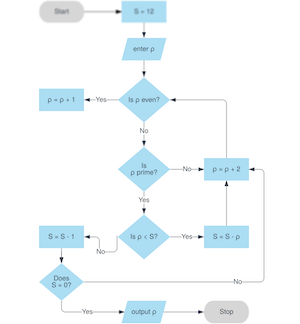 Start
S = 12
enter p
Is p even?
Yes
p = p + 1
No
Is
p prime?
No
p = p + 2
Yes
Is p < S?
Yes
S = S - p
No
S = S - 1
Does
S = 0?
No
Yes
output p
Stop